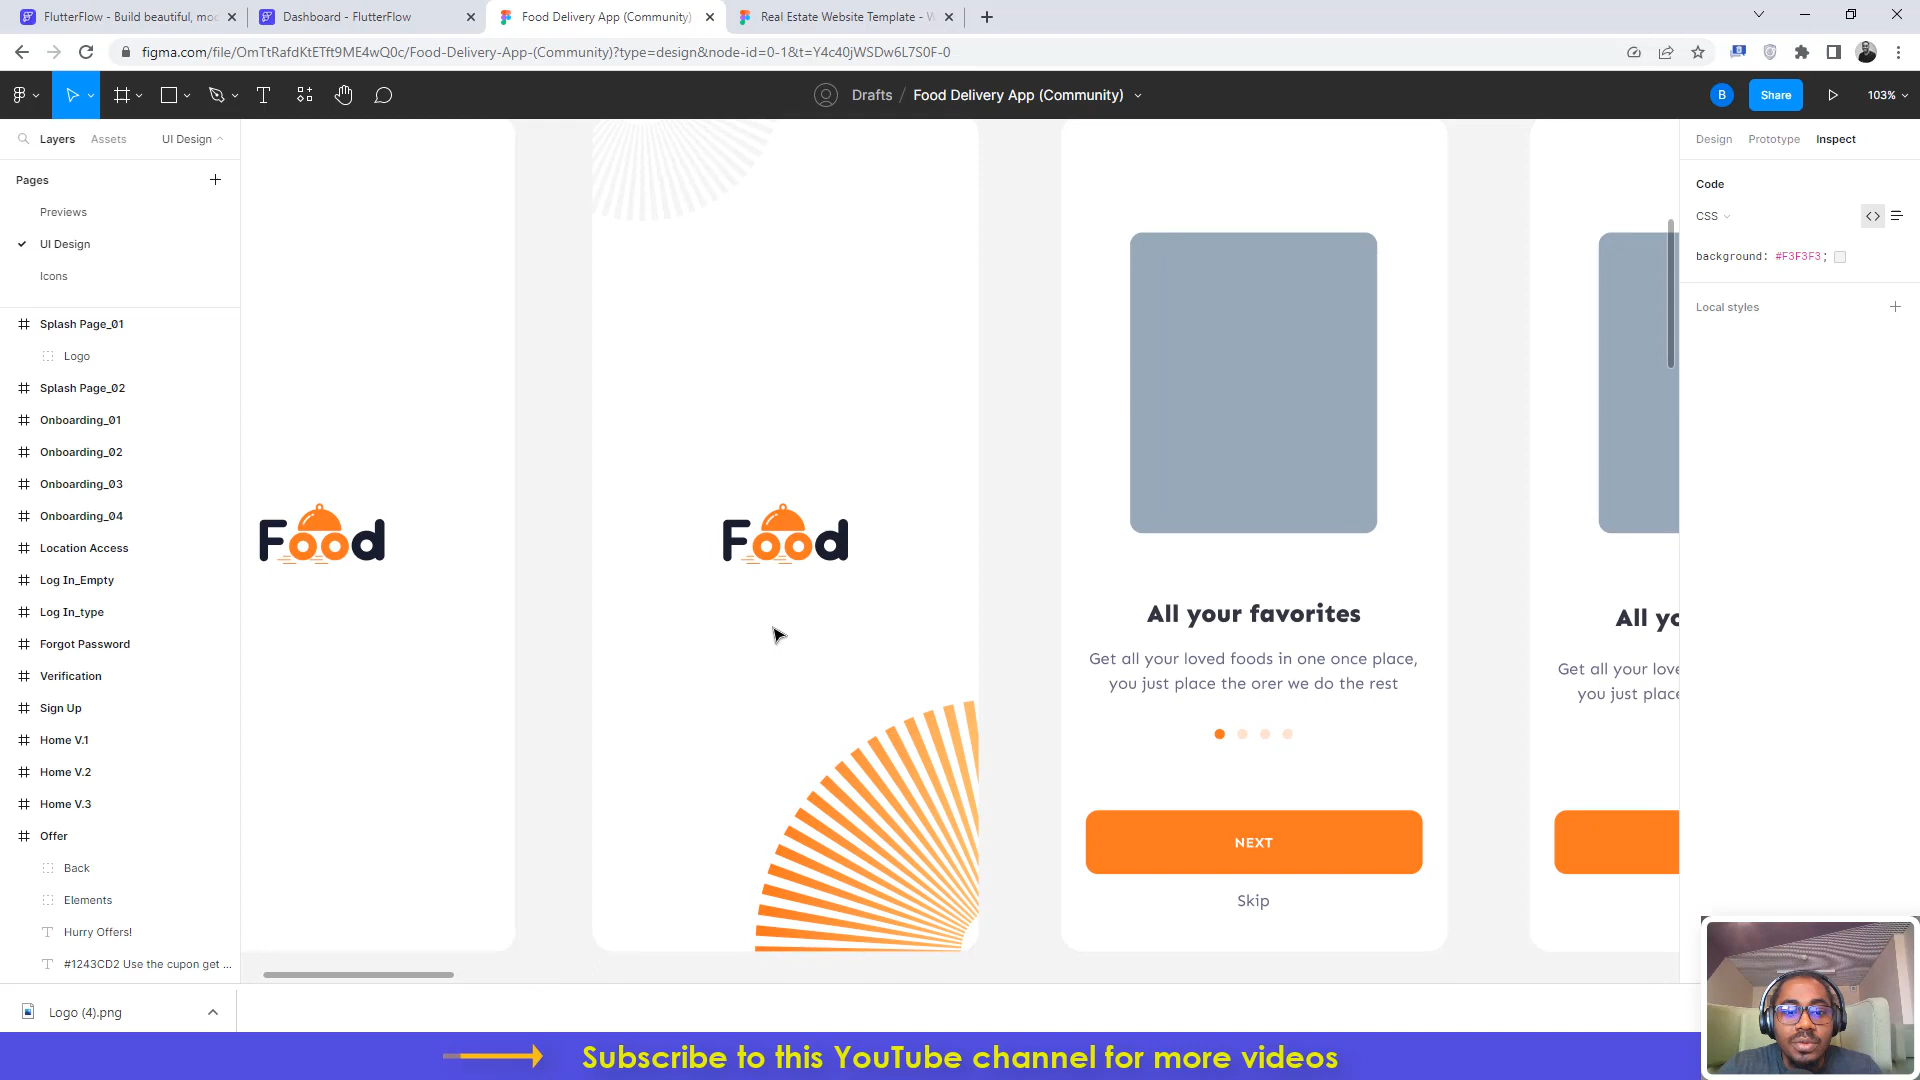 FlutterFlow - Build beautiful, mo
Dashboard - FlutterFlow
Food Delivery App (Community)
Real Estate Website Template - W
figma.com/file/OmTtRafdKtETft9ME4wQ0c/Food-Delivery-App-(Community)?type=design&node-id=0-1&t=Y4c40jWSDw6L7S0F-0
Drafts / Food Delivery App (Community)
B
Share
103%
Layers
Assets
UI Design
Pages
Previews
UI Design
Icons
Splash Page_01
Logo
Splash Page_02
Onboarding_01
Onboarding_02
Onboarding_03
Onboarding_04
Location Access
Log In_Empty
Log In_type
Forgot Password
Verification
Sign Up
Home V.1
Home V.2
Home V.3
Offer
Back
Elements
Hurry Offers!
#1243CD2 Use the cupon get ...
Food
Food
All your favorites
Get all your loved foods in one once place,
you just place the orer we do the rest
NEXT
Skip
All yo
Get all your love
you just place
Design
Prototype
Inspect
Code
CSS
background: #F3F3F3;
Local styles
Logo (4).png
Subscribe to this YouTube channel for more videos